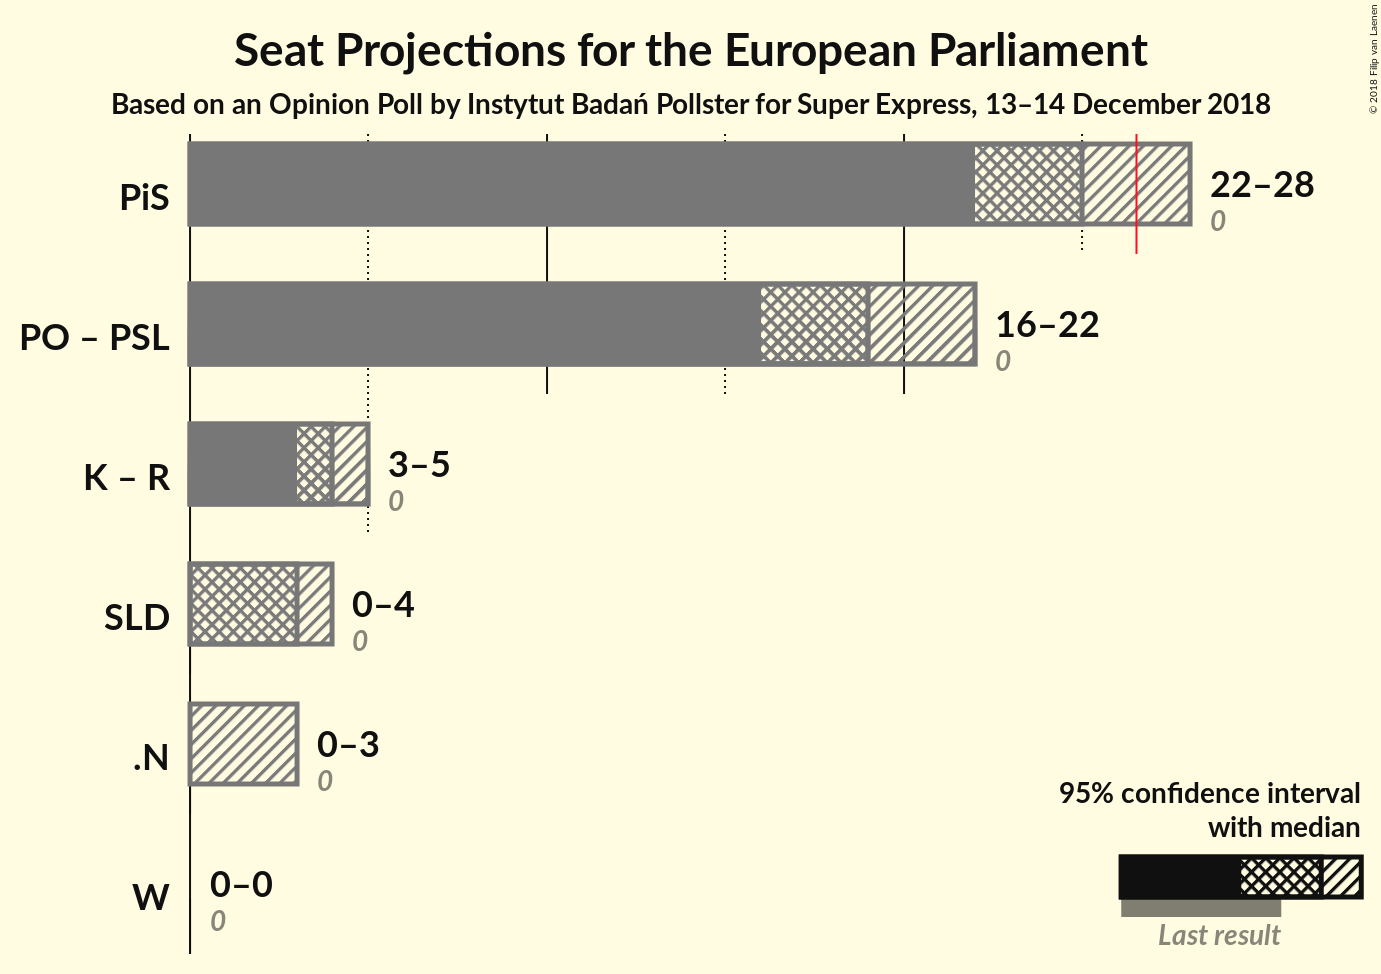 Seat Projections for the European Parliament
Based on an Opinion Poll by Instytut Badań Pollster for Super Express, 13–14 December 2018
© 2018 Filip van Laenen
PiS
22–28
0
PO – PSL
16–22
0
K – R
3–5
0
SLD
0–4
0
.N
0–3
0
W
0–0
0
95% confidence interval
with median
Last result